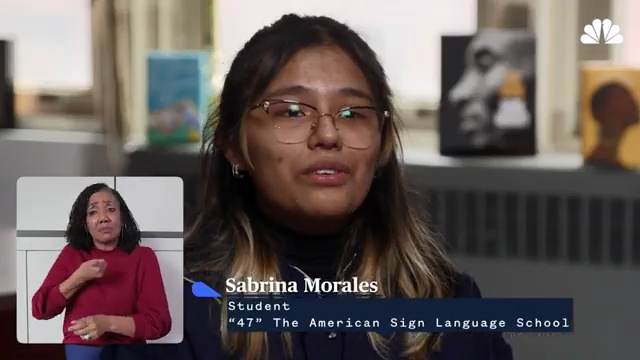 Sabrina Morales
Student
“47” The American Sign Language School